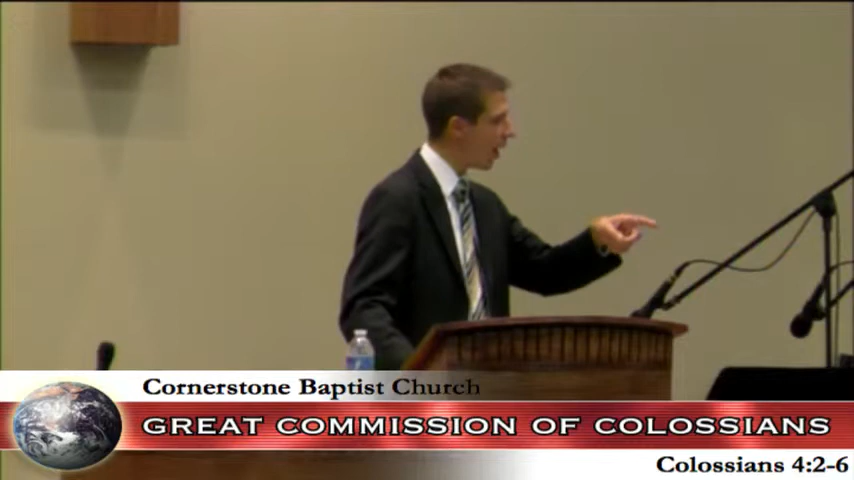 Cornerstone Baptist Church
GREAT COMMISSION OF COLOSSIANS
Colossians 4:2-6